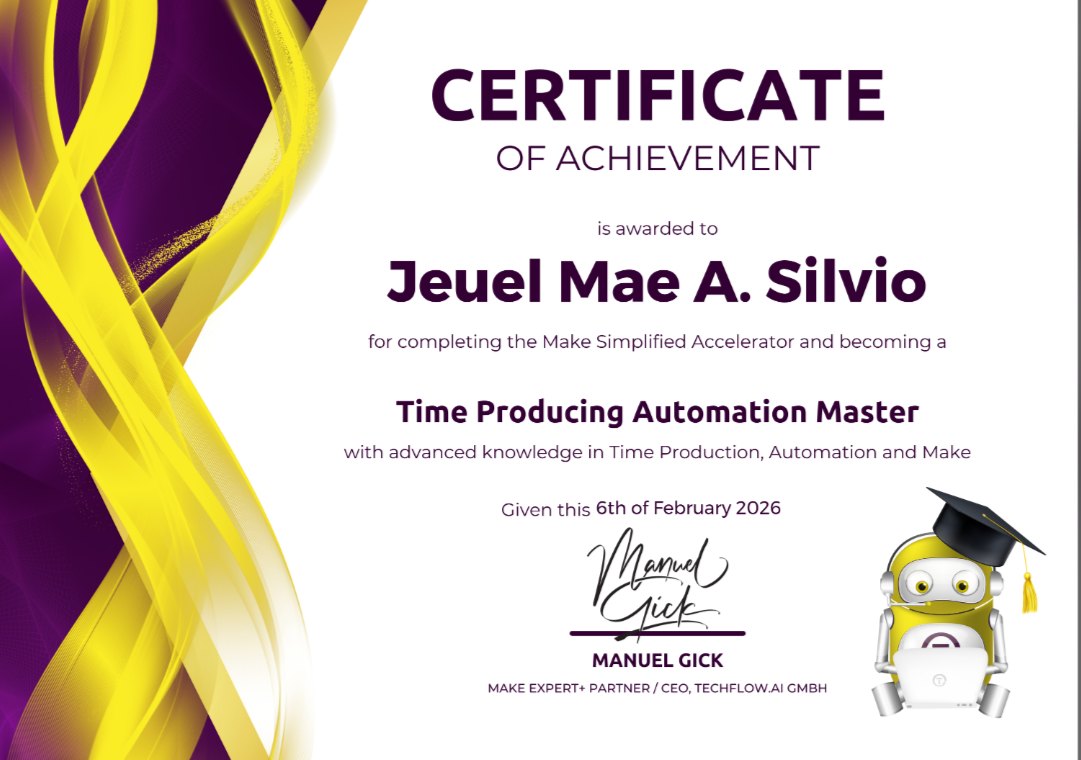 CERTIFICATE
OF ACHIEVEMENT
is awarded to
Jeuel Mae A. Silvio
for completing the Make Simplified Accelerator and becoming a
Time Producing Automation Master
with advanced knowledge in Time Production, Automation and Make
Given this 6th of February 2026
Manuel
Gick
MANUEL GICK
MAKE EXPERT+ PARTNER / CEO, TECHFLOW.AI GMBH